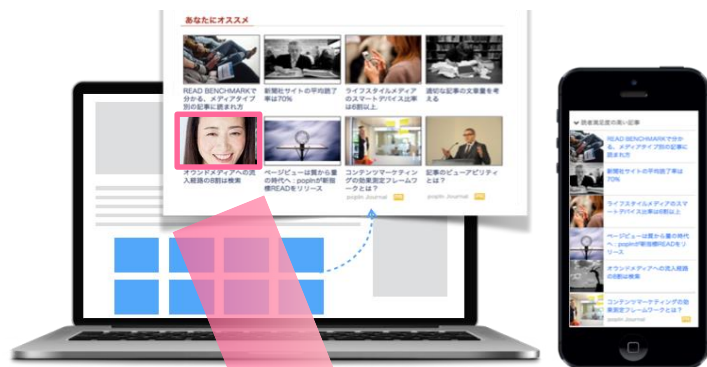 あなたにオススメ
READ BENCHMARKで
分かる、メディアタイプ
別の記事に読まれ方
新聞社サイトの平均読了
率は70%
ライフスタイルメディア
のスマートデバイス比率
は6割以上
適切な記事の文章量を考
える
オウンドメディアへの流
入経路の8割は検索
ページビューは質から量
の時代へ：popInが新指
標READをリリース
コンテンツマーケティン
グの効果測定フレームワ
ークとは？
popIn Journal
記事のビューアビリティ
とは？
popIn Journal
読者満足度の高い記事
READ BENCHMARKで分か
る、メディアタイプ別の記事に
読まれ方
新聞社サイトの平均読了率は
70%
ライフスタイルメディアのスマ
ートデバイス比率は6割以上
ページビューは質から量の時代
へ：popInが新指標READをリ
リース
オウンドメディアへの流入経路
の8割は検索
コンテンツマーケティングの効
果測定フレームワークとは？
popIn Journal